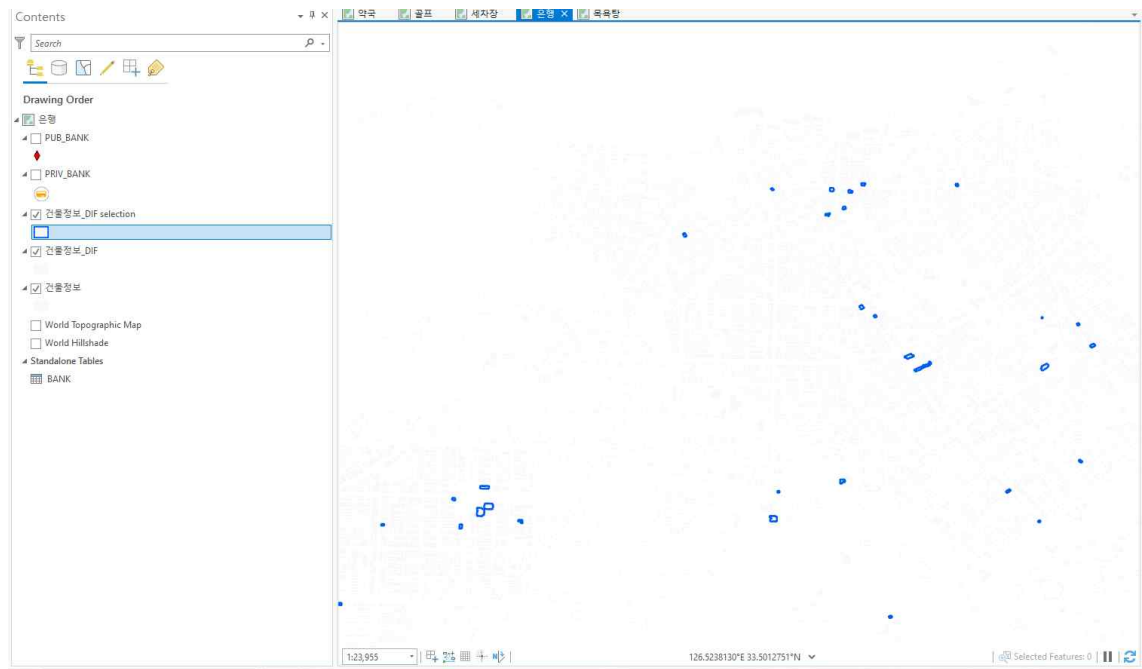 Contents
약국
골프
세차장
은행
목욕탕
Search
Drawing Order
은행
PUB_BANK
PRIV_BANK
건물정보_DIF selection
건물정보_DIF
건물정보
World Topographic Map
World Hillshade
Standalone Tables
BANK
1:23,955
126.5238130°E 33.5012751°N
Selected Features: 0